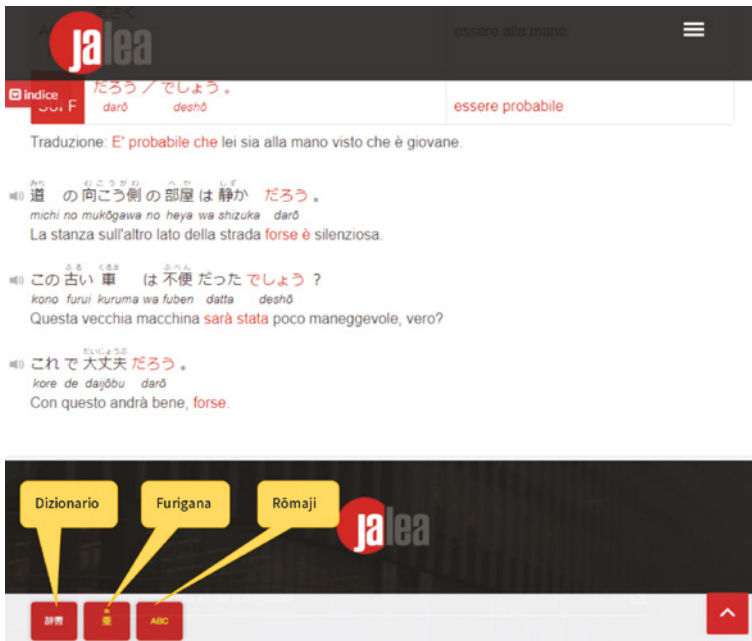 jalea
essere alla mano
indice
だろう / でしょう 。
darō deshō
essere probabile
Traduzione: E' probabile che lei sia alla mano visto che è giovane.
みち むこうがわ へや しず
道 の 向こう側 の 部屋 は 静か だろう 。
michi no mukōgawa no heya wa shizuka darō
La stanza sull'altro lato della strada forse è silenziosa.
ふる くるま ふべん
この 古い 車 は 不便 だった でしょう ?
kono furui kuruma wa fuben datta deshō
Questa vecchia macchina sarà stata poco maneggevole, vero?
だいじょうぶ
これ で 大丈夫 だろう 。
kore de daijōbu darō
Con questo andrà bene, forse.
Dizionario Furigana Rōmaji
jalea
辞書 亜 ABC